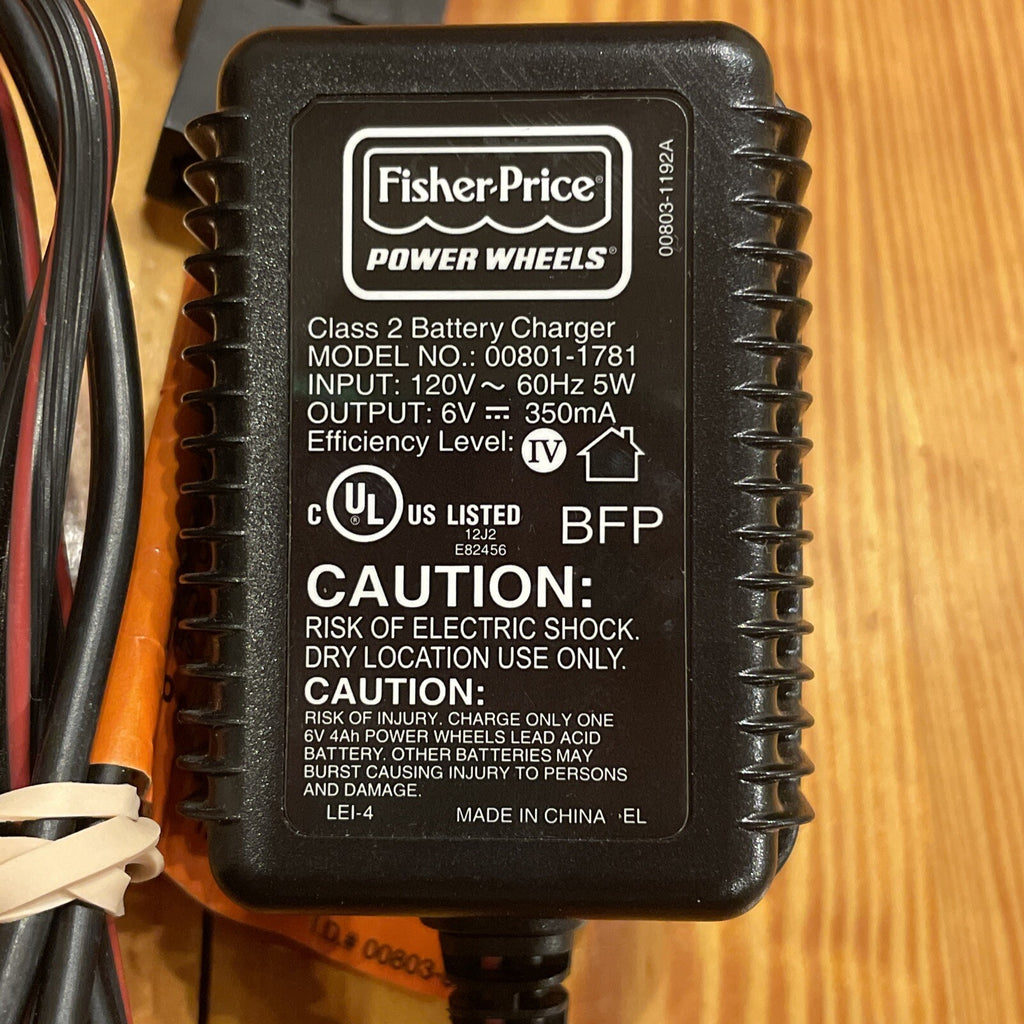 Fisher-Price®
POWER WHEELS®
00803-1192A
Class 2 Battery Charger
MODEL NO.: 00801-1781
INPUT: 120V ~ 60Hz 5W
OUTPUT: 6V ⎓ 350mA
Efficiency Level: IV
C UL® US LISTED
12J2
E82456
BFP
CAUTION:
RISK OF ELECTRIC SHOCK.
DRY LOCATION USE ONLY.
CAUTION:
RISK OF INJURY. CHARGE ONLY ONE
6V 4Ah POWER WHEELS LEAD ACID
BATTERY. OTHER BATTERIES MAY
BURST CAUSING INJURY TO PERSONS
AND DAMAGE.
LEI-4 MADE IN CHINA EL
I.D.# 00803-